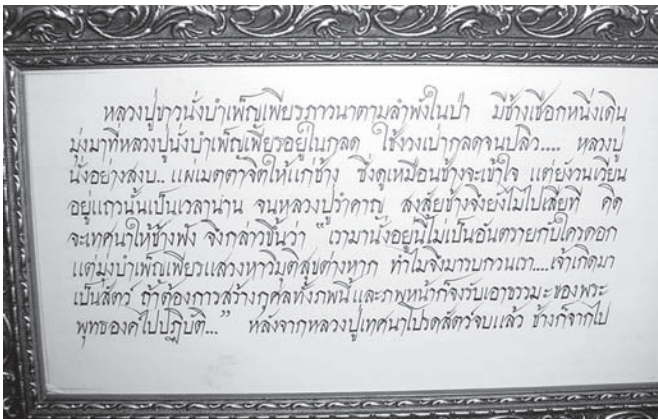 หลวงปู่ขาวนั่งบำเพ็ญเพียรภาวนาตามลำพังในป่า มีช้างเชือกหนึ่งเดิน
มุ่งมาที่หลวงปู่นั่งบำเพ็ญเพียรอยู่ในกลด ใช้งวงเป่ากลดจนปลิว.... หลวงปู่
นั่งอย่างสงบ.. แผ่เมตตาจิตให้แก่ช้าง ซึ่งดูเหมือนช้างจะเข้าใจ แต่ยังวนเวียน
อยู่แถวนั้นเป็นเวลานาน จนหลวงปู่รำคาญ สงสัยช้างจึงยังไม่ไปเสียที คิด
จะเทศนาให้ช้างฟัง จึงกล่าวขึ้นว่า “เรามานั่งอยู่นี้ไม่เป็นอันตรายกับใครดอก
แต่มุ่งบำเพ็ญเพียรแสวงหาวิมุติสุขต่างหาก ทำไมจึงมารบกวนเรา....เจ้าเกิดมา
เป็นสัตว์ ถ้าต้องการสร้างกุศลทั้งภพนี้และภพหน้าก็จงรับเอาธรรมะของพระ
พุทธองค์ไปปฏิบัติ...” หลังจากหลวงปู่เทศนาโปรดสัตว์จบแล้ว ช้างก็จากไป